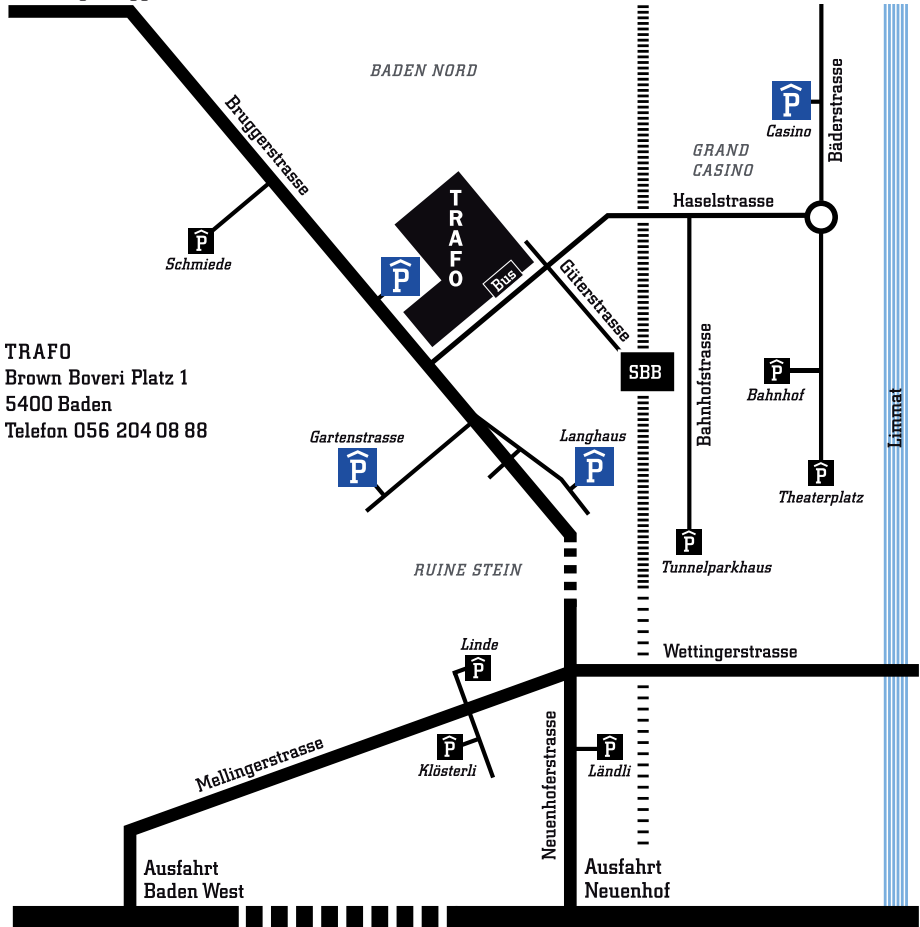 BADEN NORD
Bruggerstrasse
P
Casino
Bäderstrasse
GRAND
CASINO
Haselstrasse
TRAFO
Bus
P
Schmiede
P
Güterstrasse
SBB
Bahnhofstrasse
P
Bahnhof
Limmat
TRAFO
Brown Boveri Platz 1
5400 Baden
Telefon 056 204 08 88
Gartenstrasse
P
Langhaus
P
P
Theaterplatz
P
Tunnelparkhaus
RUINE STEIN
Linde
P
Wettingerstrasse
Mellingerstrasse
P
Klösterli
Neuenhoferstrasse
P
Ländli
Ausfahrt
Baden West
Ausfahrt
Neuenhof